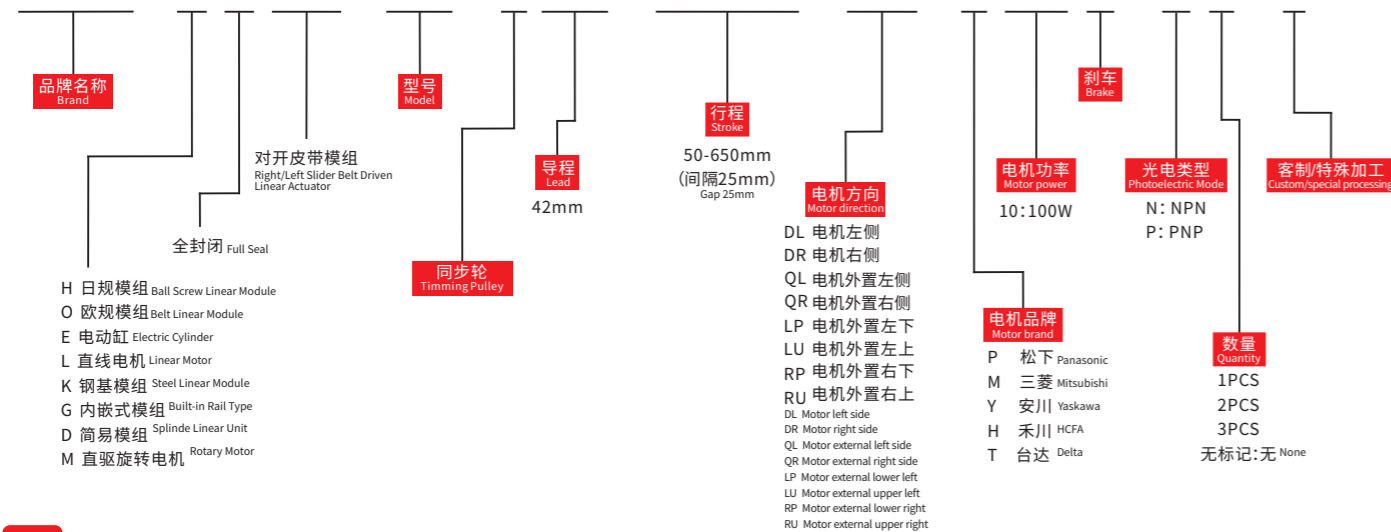 品牌名称
Brand
对开皮带模组
Right/Left Slider Belt Driven
Linear Actuator
全封闭 Full Seal
H 日规模组 Ball Screw Linear Module
O 欧规模组 Belt Linear Module
E 电动缸 Electric Cylinder
L 直线电机 Linear Motor
K 钢基模组 Steel Linear Module
G 内嵌式模组 Built-in Rail Type
D 简易模组 Splinde Linear Unit
M 直驱旋转电机 Rotary Motor
型号
Model
同步轮
Timming Pulley
导程
Lead
42mm
行程
Stroke
50-650mm
（间隔25mm）
Gap 25mm
电机方向
Motor direction
DL 电机左侧
DR 电机右侧
QL 电机外置左侧
QR 电机外置右侧
LP 电机外置左下
LU 电机外置左上
RP 电机外置右下
RU 电机外置右上
DL Motor left side
DR Motor right side
QL Motor external left side
QR Motor external right side
LP Motor external lower left
LU Motor external upper left
RP Motor external lower right
RU Motor external upper right
电机品牌
Motor brand
P 松下 Panasonic
M 三菱 Mitsubishi
Y 安川 Yaskawa
H 禾川 HCFA
T 台达 Delta
电机功率
Motor power
10：100W
刹车
Brake
光电类型
Photoelectric Mode
N：NPN
P：PNP
数量
Quantity
1PCS
2PCS
3PCS
无标记：无 None
客制/特殊加工
Custom/special processing